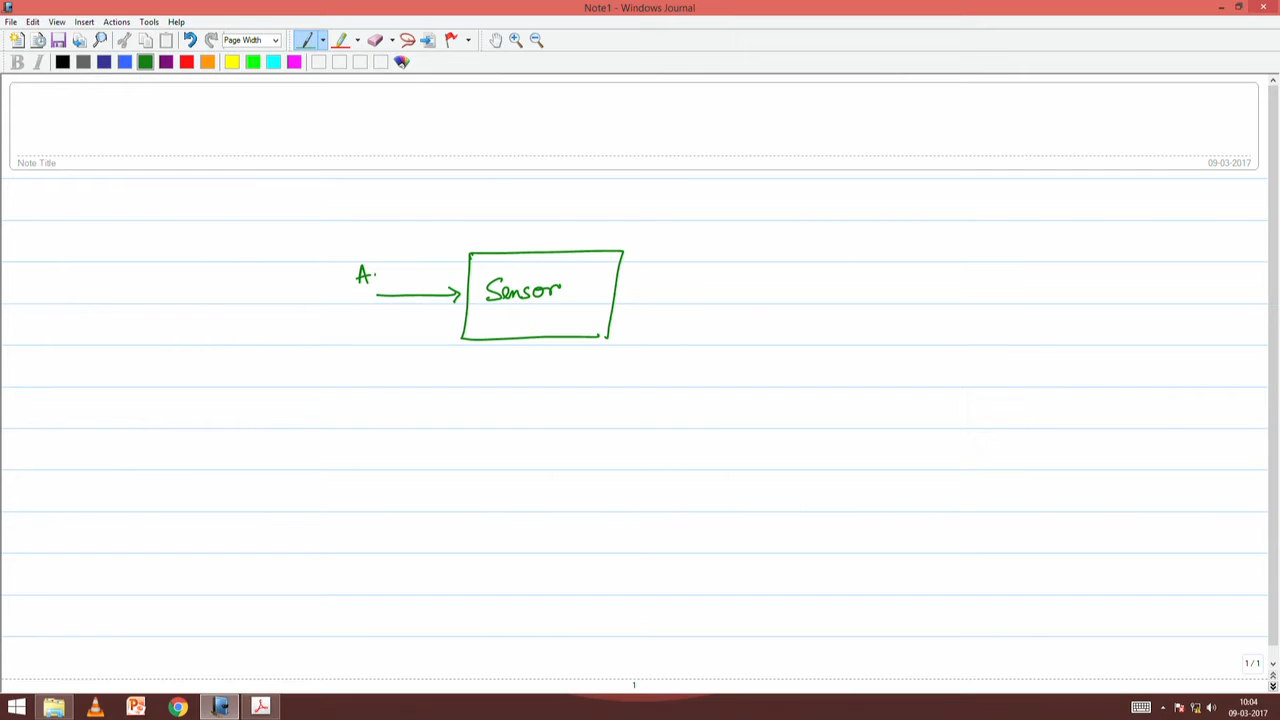 Note1 - Windows Journal
File Edit View Insert Actions Tools Help
Page Width
B I
Note Title
09-03-2017
A.
Sensor
1 / 1
1
10:04
09-03-2017